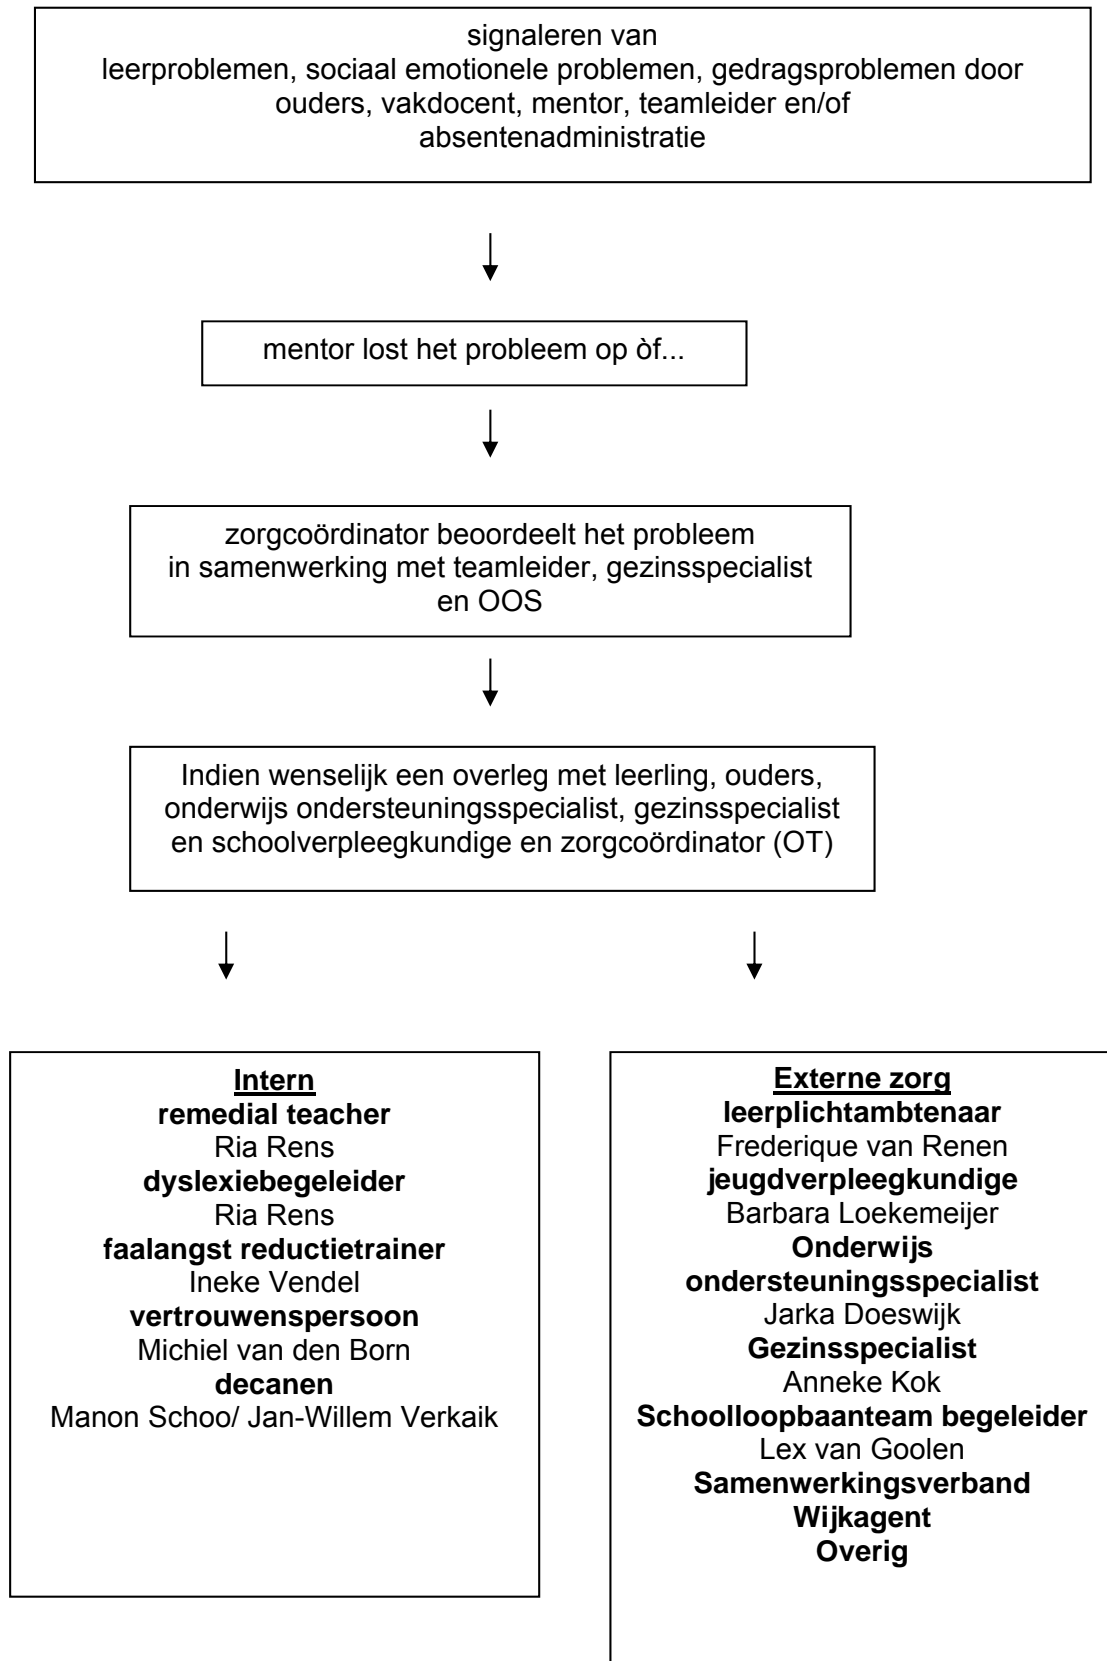 signaleren van
leerproblemen, sociaal emotionele problemen, gedragsproblemen door
ouders, vakdocent, mentor, teamleider en/of
absentenadministratie
mentor lost het probleem op òf...
zorgcoördinator beoordeelt het probleem
in samenwerking met teamleider, gezinsspecialist
en OOS
Indien wenselijk een overleg met leerling, ouders,
onderwijs ondersteuningsspecialist, gezinsspecialist
en schoolverpleegkundige en zorgcoördinator (OT)
Intern
remedial teacher
Ria Rens
dyslexiebegeleider
Ria Rens
faalangst reductietrainer
Ineke Vendel
vertrouwenspersoon
Michiel van den Born
decanen
Manon Schoo/ Jan-Willem Verkaik
Externe zorg
leerplichtambtenaar
Frederique van Renen
jeugdverpleegkundige
Barbara Loekemeijer
Onderwijs
ondersteuningsspecialist
Jarka Doeswijk
Gezinsspecialist
Anneke Kok
Schoolloopbaanteam begeleider
Lex van Goolen
Samenwerkingsverband
Wijkagent
Overig